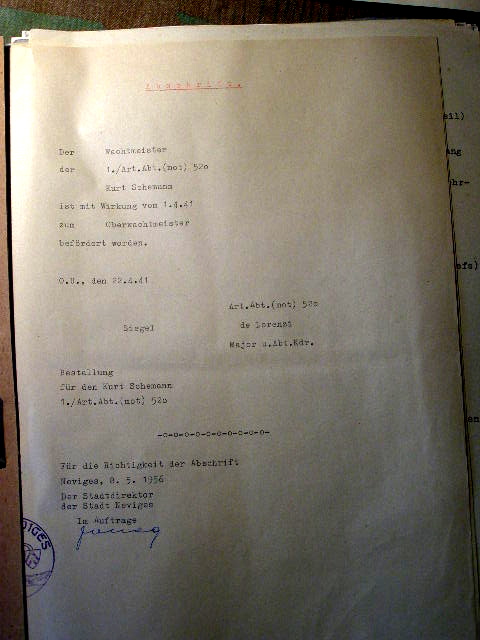 Abschrift.
Der Wachtmeister
der 1./Art.Abt.(mot) 520
Kurt Schemann
ist mit Wirkung vom 1.4.41
zum Oberwachtmeister
befördert worden.
O.U., den 22.4.41
Art.Abt.(mot) 520
Siegel de Lorenzi
Major u.Abt.Kdr.
Bestallung
für den Kurt Schemann
1./Art.Abt.(mot) 520
-o-o-o-o-o-o-o-o-o-o-
Für die Richtigkeit der Abschrift
Neviges, 8. 5. 1956
Der Stadtdirektor
der Stadt Neviges
Im Auftrage